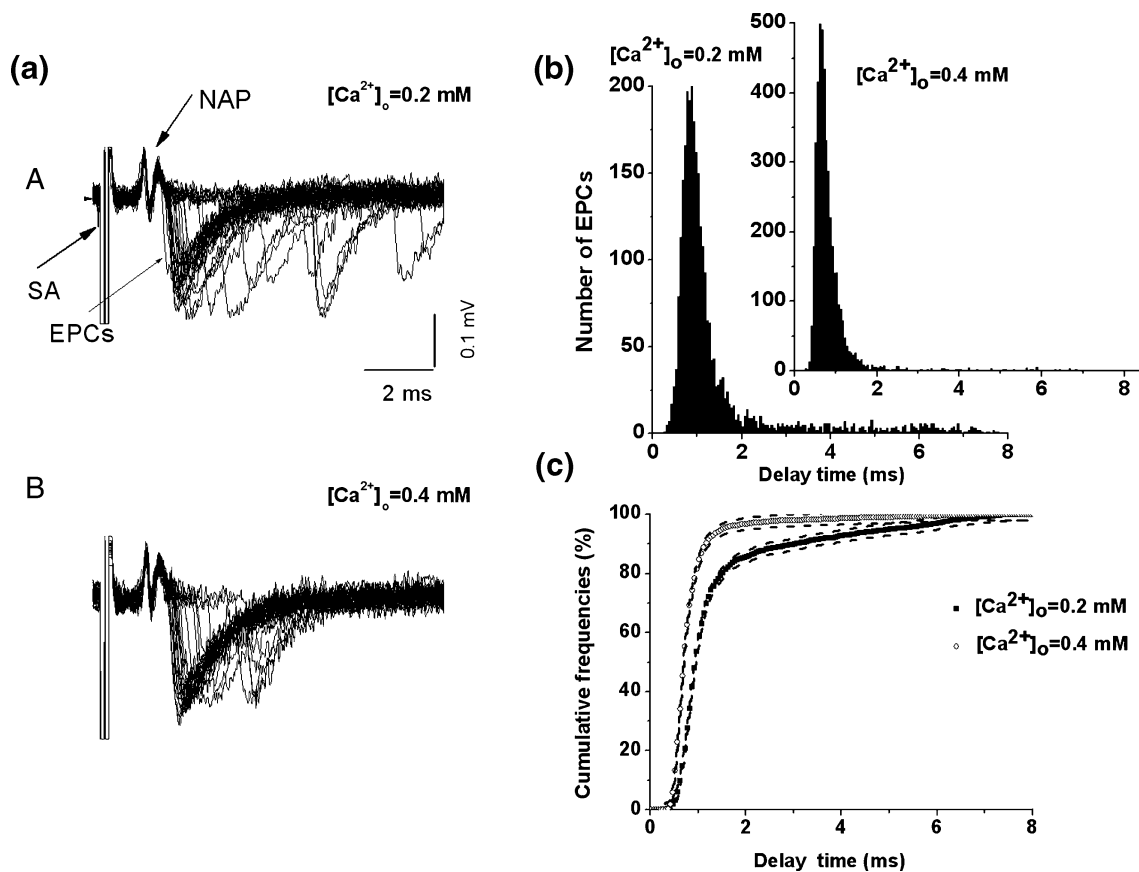 (a)
[Ca²⁺]ₒ=0.2 mM
NAP
A
SA
EPCs
0.1 mV
2 ms
B
[Ca²⁺]ₒ=0.4 mM
(b)
[Ca²⁺]ₒ=0.2 mM
200
150
100
50
0
Number of EPCs
0 2 4 6 8
Delay time (ms)
500
400
300
200
100
0
[Ca²⁺]ₒ=0.4 mM
0 2 4 6 8
(c)
100
80
60
40
20
0
Cumulative frequencies (%)
[Ca²⁺]ₒ=0.2 mM
[Ca²⁺]ₒ=0.4 mM
0 2 4 6 8
Delay time (ms)